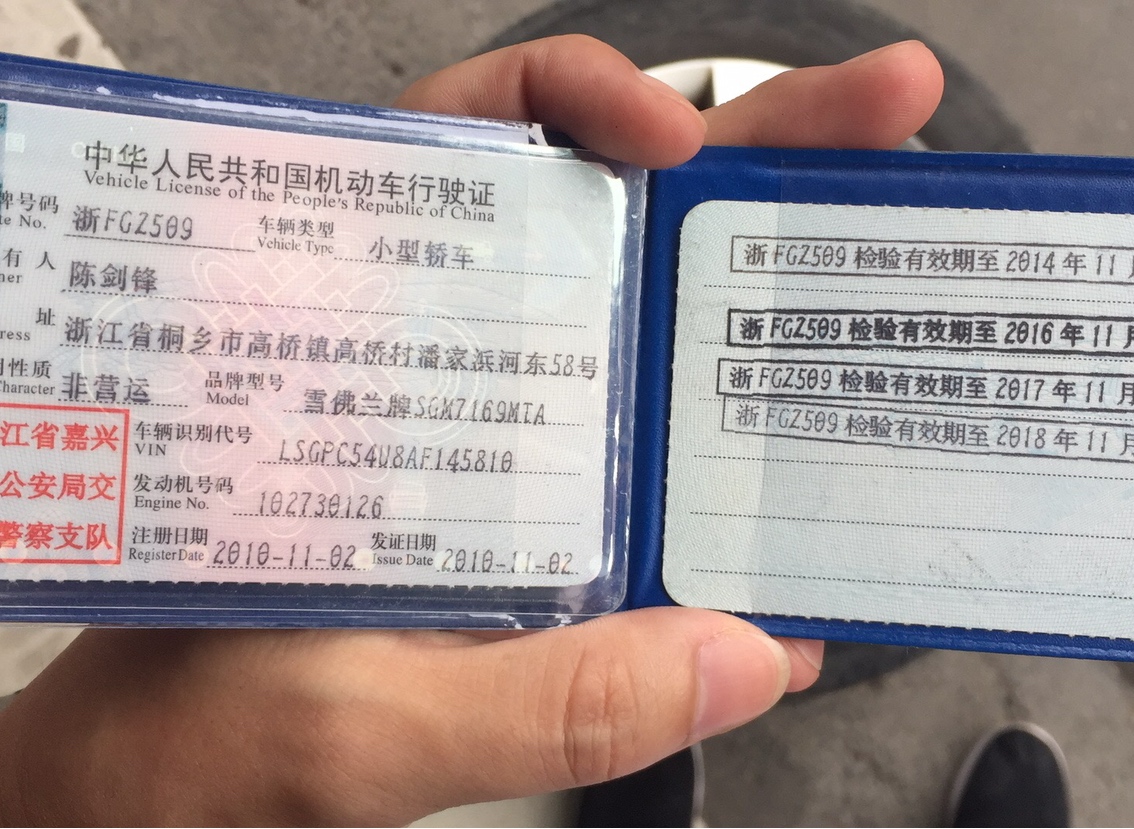 中华人民共和国机动车行驶证
Vehicle License of the People's Republic of China
牌号码 浙FGZ509 车辆类型 小型轿车
te No. Vehicle Type
有 人 陈剑锋
ner
址 浙江省桐乡市高桥镇高桥村潘家浜河东58号
ress
性质 非营运 品牌型号 雪佛兰牌SGM7169MTA
Character Model
江省嘉兴
公安局交
警察支队
车辆识别代号 LSGPC54U8AF145810
VIN
发动机号码 102730126
Engine No.
注册日期 2010-11-02 发证日期 2010-11-02
Register Date Issue Date
浙FGZ509 检验有效期至 2014 年 11 月
浙FGZ509 检验有效期至 2016 年 11 月
浙FGZ509 检验有效期至 2017 年 11 月
浙FGZ509 检验有效期至 2018 年 11 月